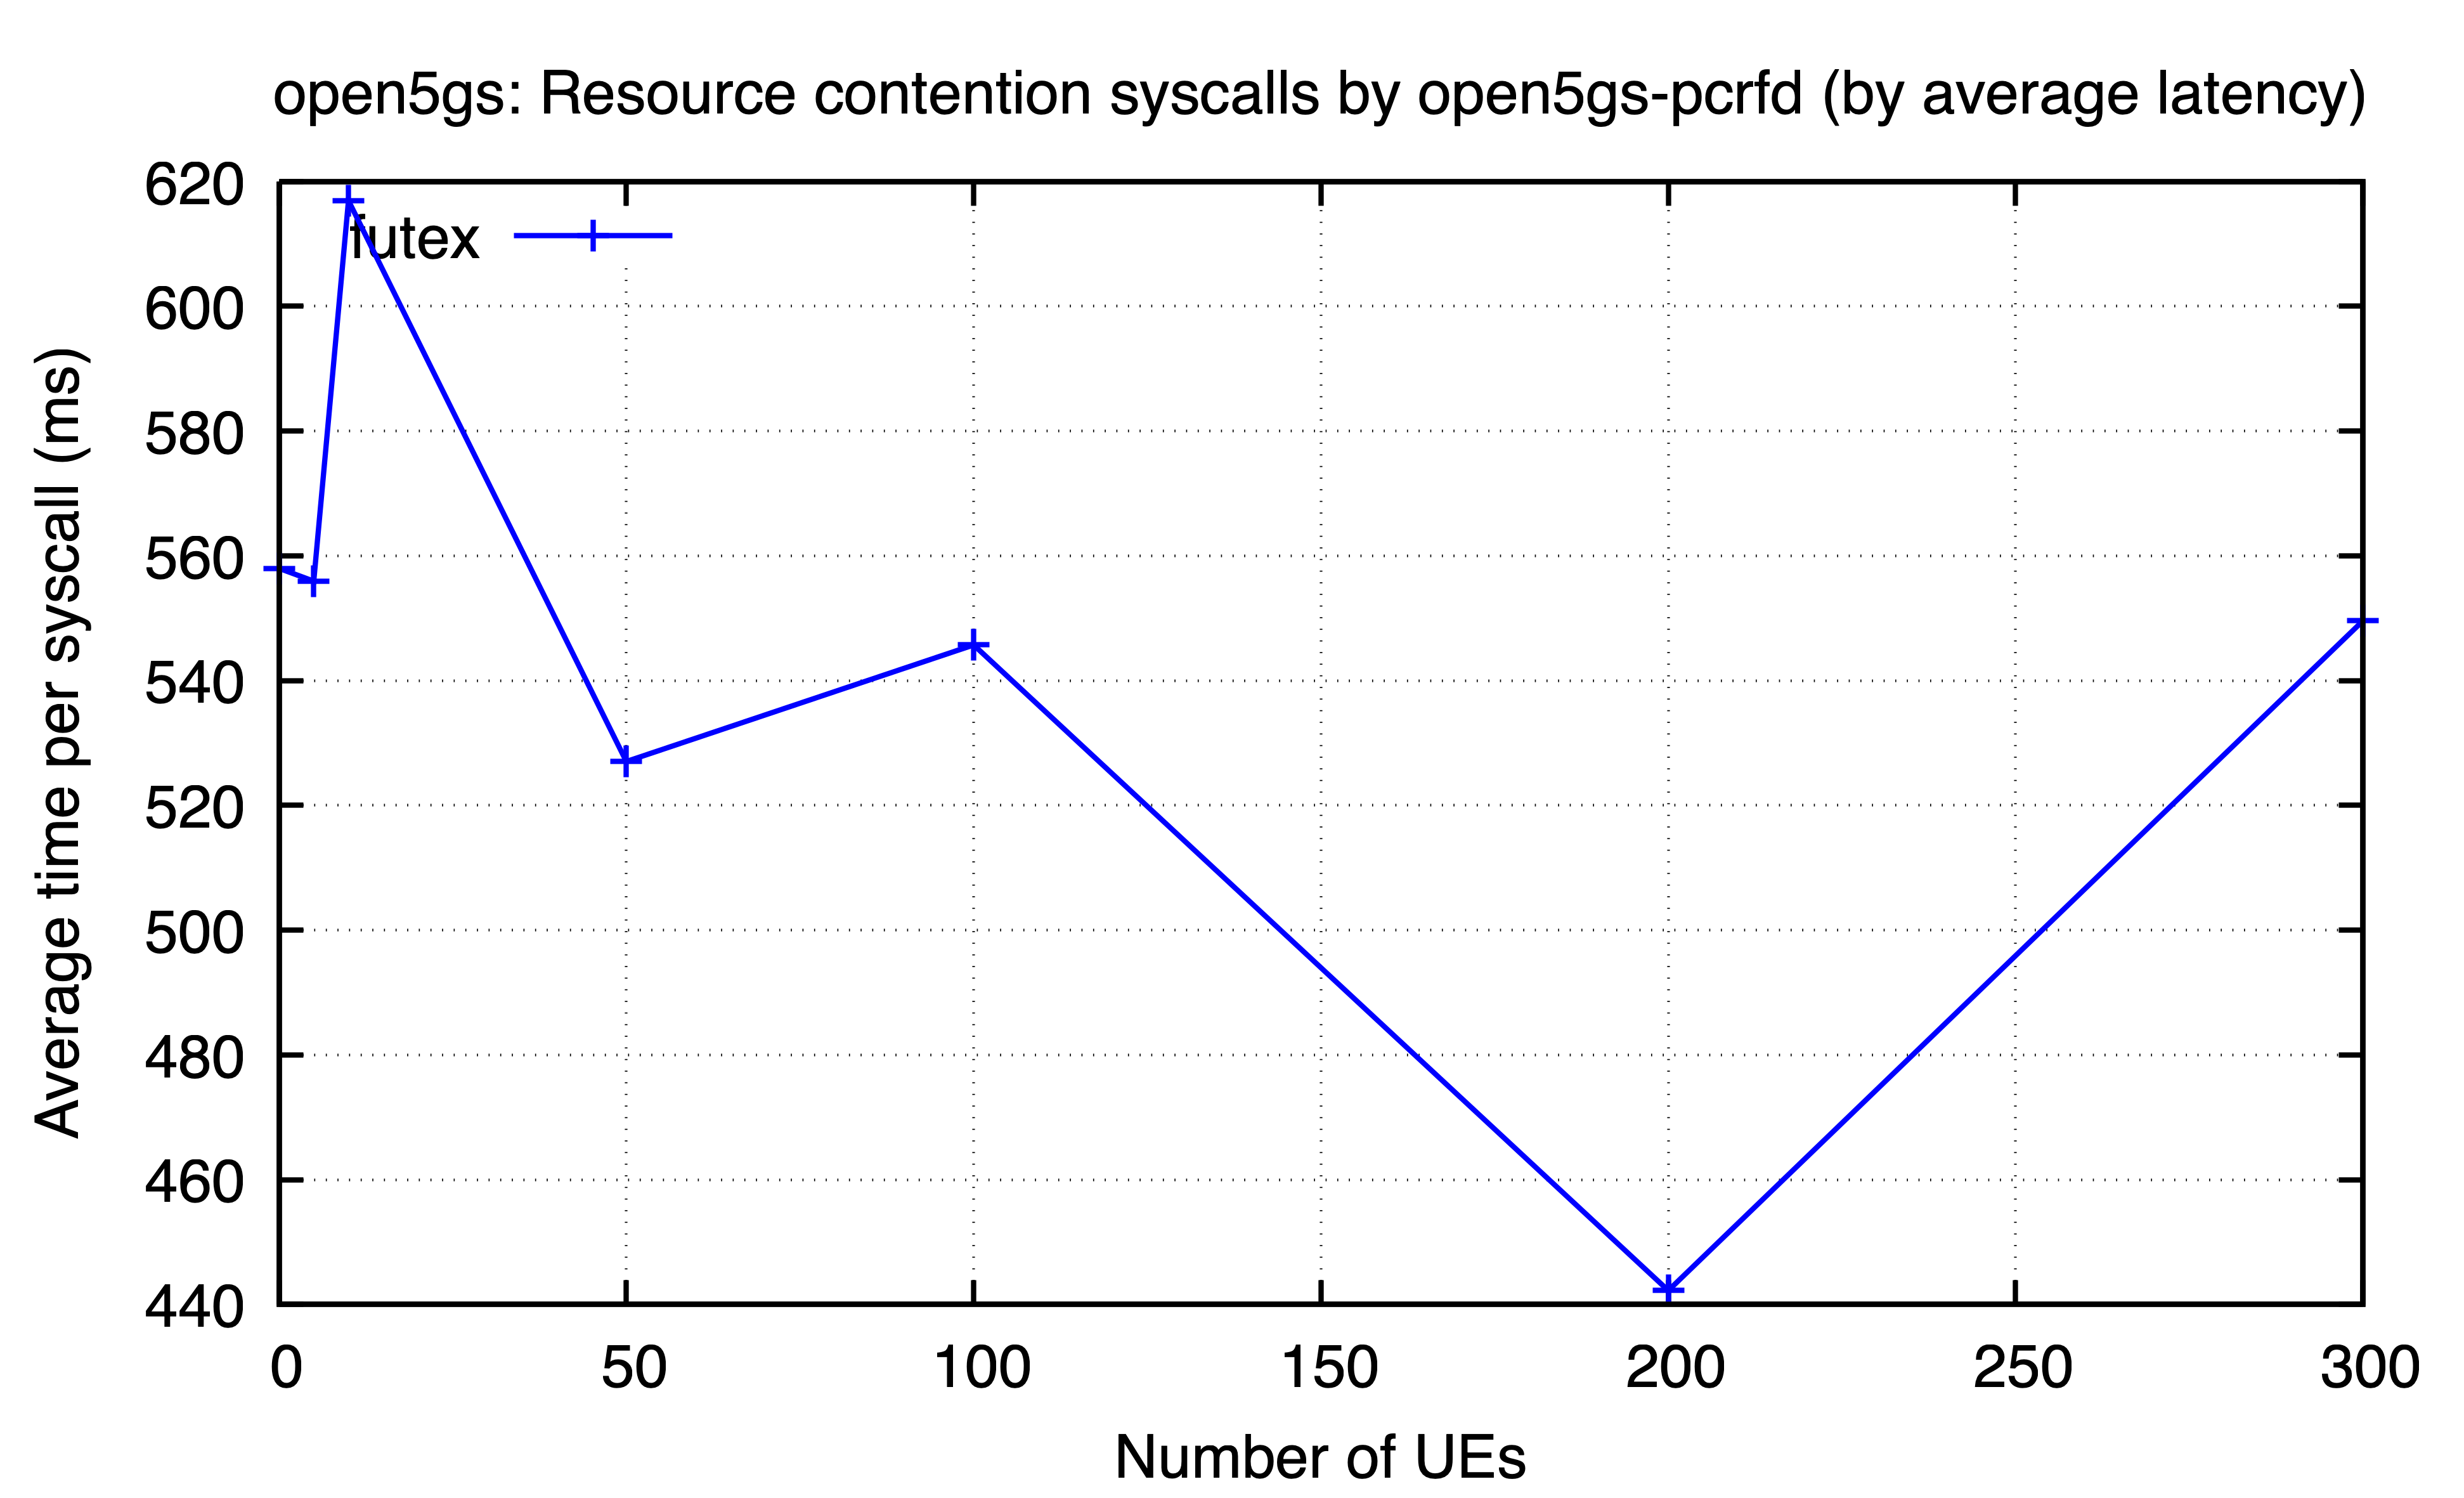 open5gs: Resource contention syscalls by open5gs-pcrfd (by average latency)
620
futex
600
580
560
540
520
500
480
460
440
Average time per syscall (ms)
0 50 100 150 200 250 300
Number of UEs